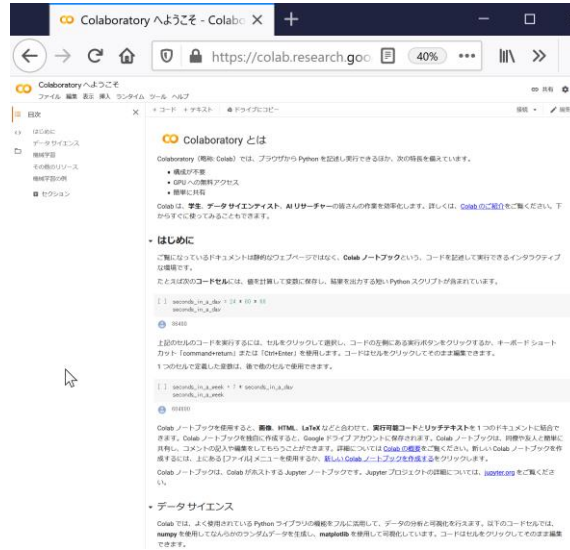 Colaboratory へようこそ - Colabo
https://colab.research.goo
40%
Colaboratory へようこそ
ファイル 編集 表示 挿入 ランタイム ツール ヘルプ
共有
目次
はじめに
データサイエンス
機械学習
その他のリソース
機械学習の例
セクション
+ コード + テキスト ドライブにコピー
接続
編集
Colaboratory とは
Colaboratory（略称: Colab）では、ブラウザから Python を記述し実行できるほか、次の特長を備えています。
• 構成が不要
• GPU への無料アクセス
• 簡単に共有
Colab は、学生、データ サイエンティスト、AI リサーチャーの皆さんの作業を効率化します。詳しくは、Colab のご紹介をご覧ください。下
からすぐに使ってみることもできます。
はじめに
ご覧になっているドキュメントは静的なウェブページではなく、Colab ノートブックという、コードを記述して実行できるインタラクティブ
な環境です。
たとえば次のコードセルには、値を計算して変数に保存し、結果を出力する短い Python スクリプトが含まれています。
[ ] seconds_in_a_day = 24 * 60 * 60
seconds_in_a_day
86400
上記のセルのコードを実行するには、セルをクリックして選択し、コードの左側にある実行ボタンをクリックするか、キーボード ショート
カット「command+return」または「Ctrl+Enter」を使用します。コードはセルをクリックしてそのまま編集できます。
1 つのセルで定義した変数は、後で他のセルで使用できます。
[ ] seconds_in_a_week = 7 * seconds_in_a_day
seconds_in_a_week
604800
Colab ノートブックを使用すると、画像、HTML、LaTeX などと合わせて、実行可能コードとリッチテキストを 1 つのドキュメントに結合で
きます。Colab ノートブックを独自に作成すると、Google ドライブ アカウントに保存されます。Colab ノートブックは、同僚や友人と簡単に
共有し、コメントの記入や編集をしてもらうことができます。詳細については Colab の概要をご覧ください。新しい Colab ノートブックを作
成するには、上にある [ファイル] メニューを使用するか、新しい Colab ノートブックを作成するをクリックします。
Colab ノートブックは、Colab がホストする Jupyter ノートブックです。Jupyter プロジェクトの詳細については、jupyter.org をご覧くださ
い。
データ サイエンス
Colab では、よく使用されている Python ライブラリの機能をフルに活用して、データの分析と可視化を行えます。以下のコードセルでは、
numpy を使用してなんらかのランダムデータを生成し、matplotlib を使用して可視化しています。コードはセルをクリックしてそのまま編集
できます。